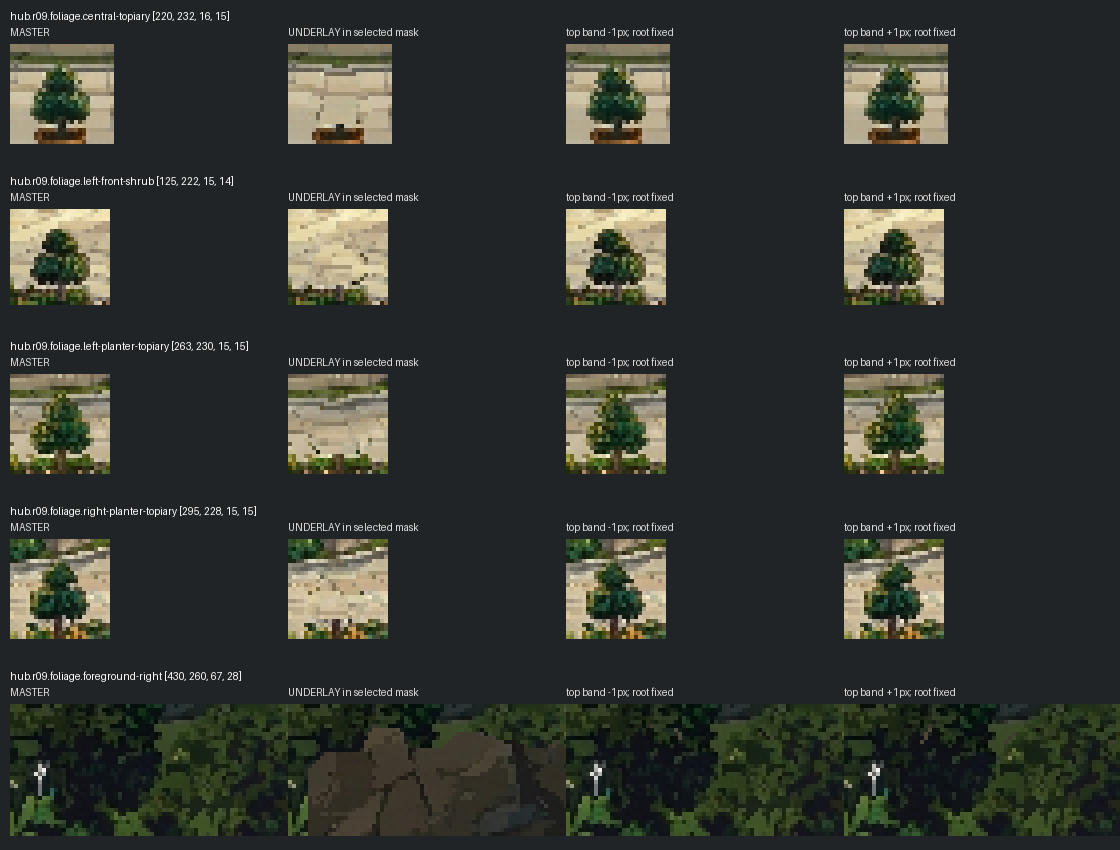 hub.r09.foliage.central-topiary [220, 232, 16, 15]
MASTER UNDERLAY in selected mask top band -1px; root fixed top band +1px; root fixed
hub.r09.foliage.left-front-shrub [125, 222, 15, 14]
MASTER UNDERLAY in selected mask top band -1px; root fixed top band +1px; root fixed
hub.r09.foliage.left-planter-topiary [263, 230, 15, 15]
MASTER UNDERLAY in selected mask top band -1px; root fixed top band +1px; root fixed
hub.r09.foliage.right-planter-topiary [295, 228, 15, 15]
MASTER UNDERLAY in selected mask top band -1px; root fixed top band +1px; root fixed
hub.r09.foliage.foreground-right [430, 260, 67, 28]
MASTER UNDERLAY in selected mask top band -1px; root fixed top band +1px; root fixed